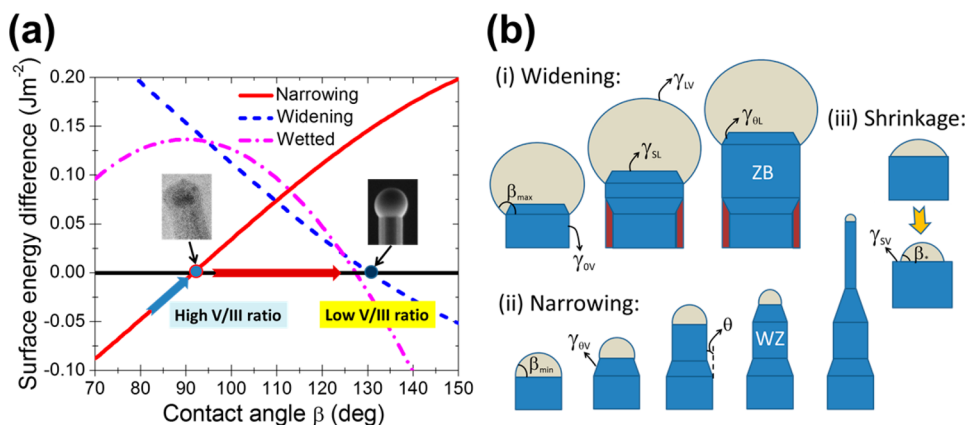 (a)
Surface energy difference (Jm⁻²)
0.20
0.15
0.10
0.05
0.00
-0.05
-0.10
Narrowing
Widening
Wetted
High V/III ratio
Low V/III ratio
70 80 90 100 110 120 130 140 150
Contact angle β (deg)
(b)
(i) Widening:
γLV
γθL
γSL
βmax
γ0V
ZB
(iii) Shrinkage:
γSV
β*
(ii) Narrowing:
βmin
γθV
θ
WZ